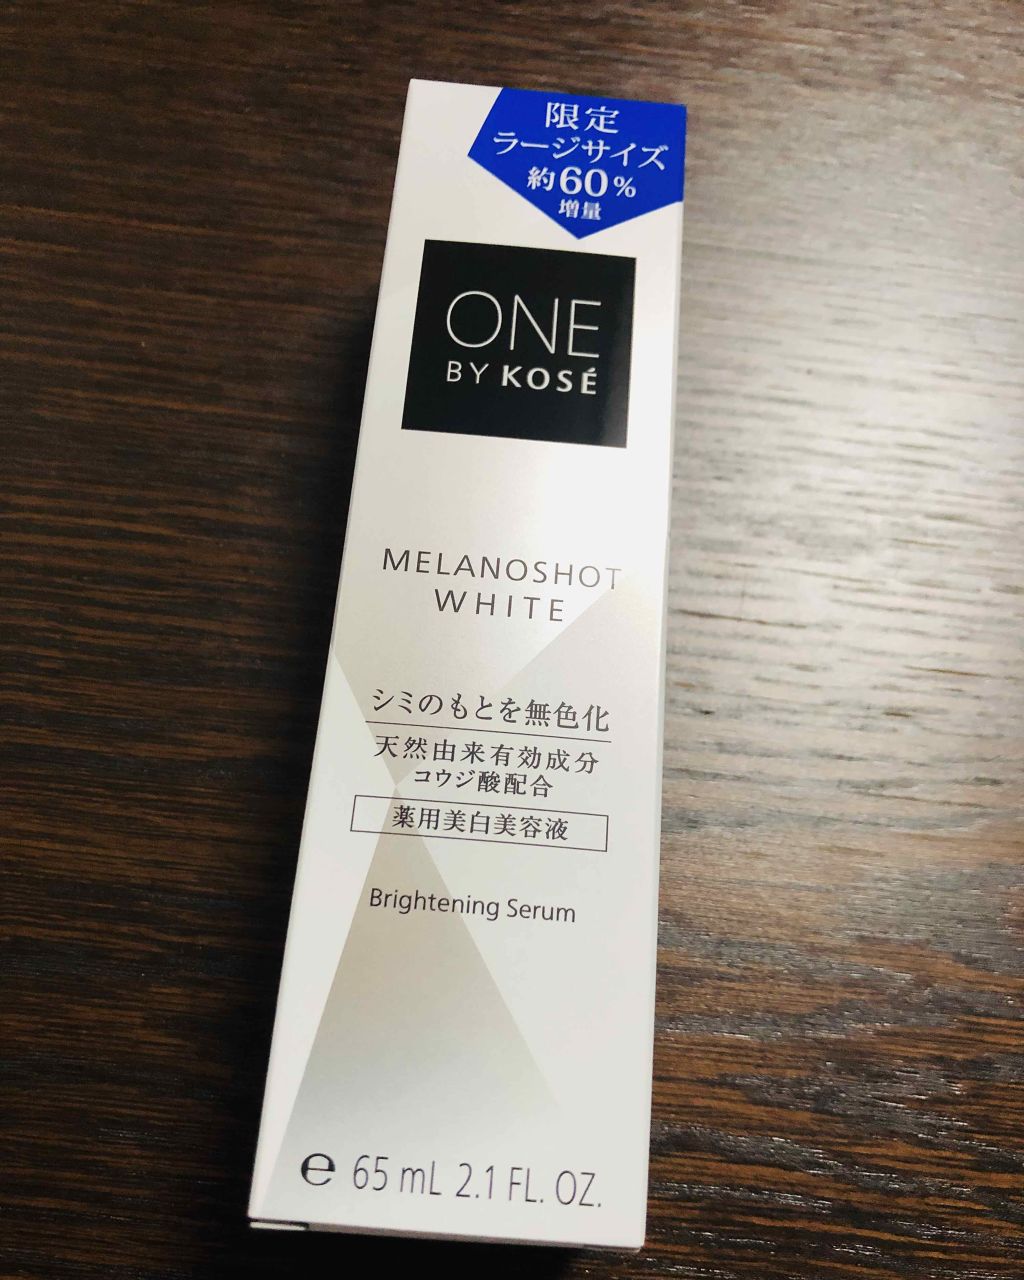 限定
ラージサイズ
約60%
増量
ONE
BY KOSÉ
MELANOSHOT
WHITE
シミのもとを無色化
天然由来有効成分
コウジ酸配合
薬用美白美容液
Brightening Serum
℮ 65 mL 2.1 FL. OZ.